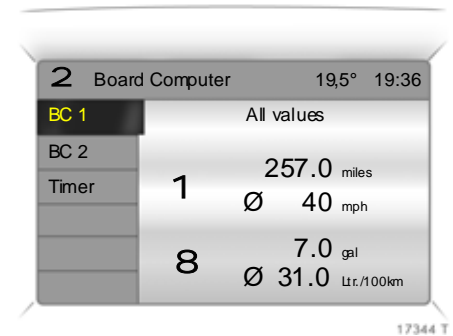 2 Board Computer 19,5° 19:36
BC 1 All values
BC 2
Timer
1 257.0 miles
Ø 40 mph
8 7.0 gal
Ø 31.0 Ltr./100km
17344 T